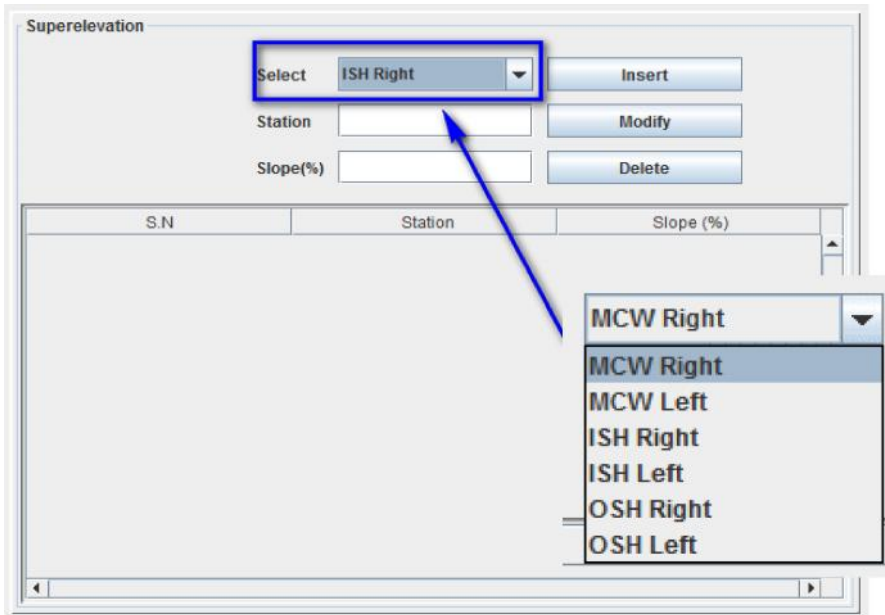 Superelevation
Select ISH Right Insert
Station Modify
Slope(%) Delete
S.N Station Slope (%)
MCW Right
MCW Right
MCW Left
ISH Right
ISH Left
OSH Right
OSH Left